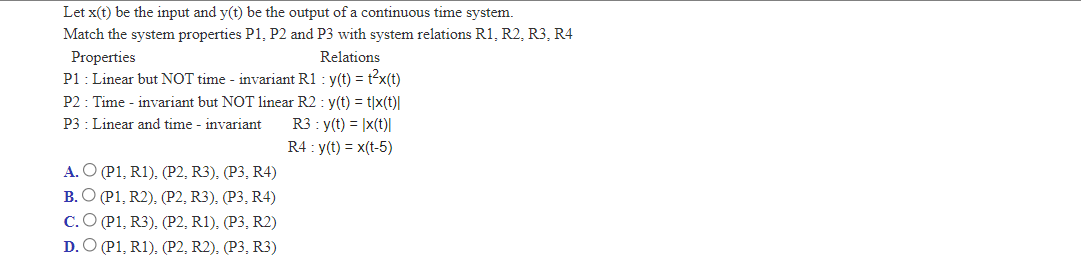 Let x(t) be the input and y(t) be the output of a continuous time system.
Match the system properties P1, P2 and P3 with system relations R1, R2, R3, R4
Properties Relations
P1 : Linear but NOT time - invariant R1 : y(t) = t²x(t)
P2 : Time - invariant but NOT linear R2 : y(t) = t|x(t)|
P3 : Linear and time - invariant R3 : y(t) = |x(t)|
R4 : y(t) = x(t-5)
A. (P1, R1), (P2, R3), (P3, R4)
B. (P1, R2), (P2, R3), (P3, R4)
C. (P1, R3), (P2, R1), (P3, R2)
D. (P1, R1), (P2, R2), (P3, R3)